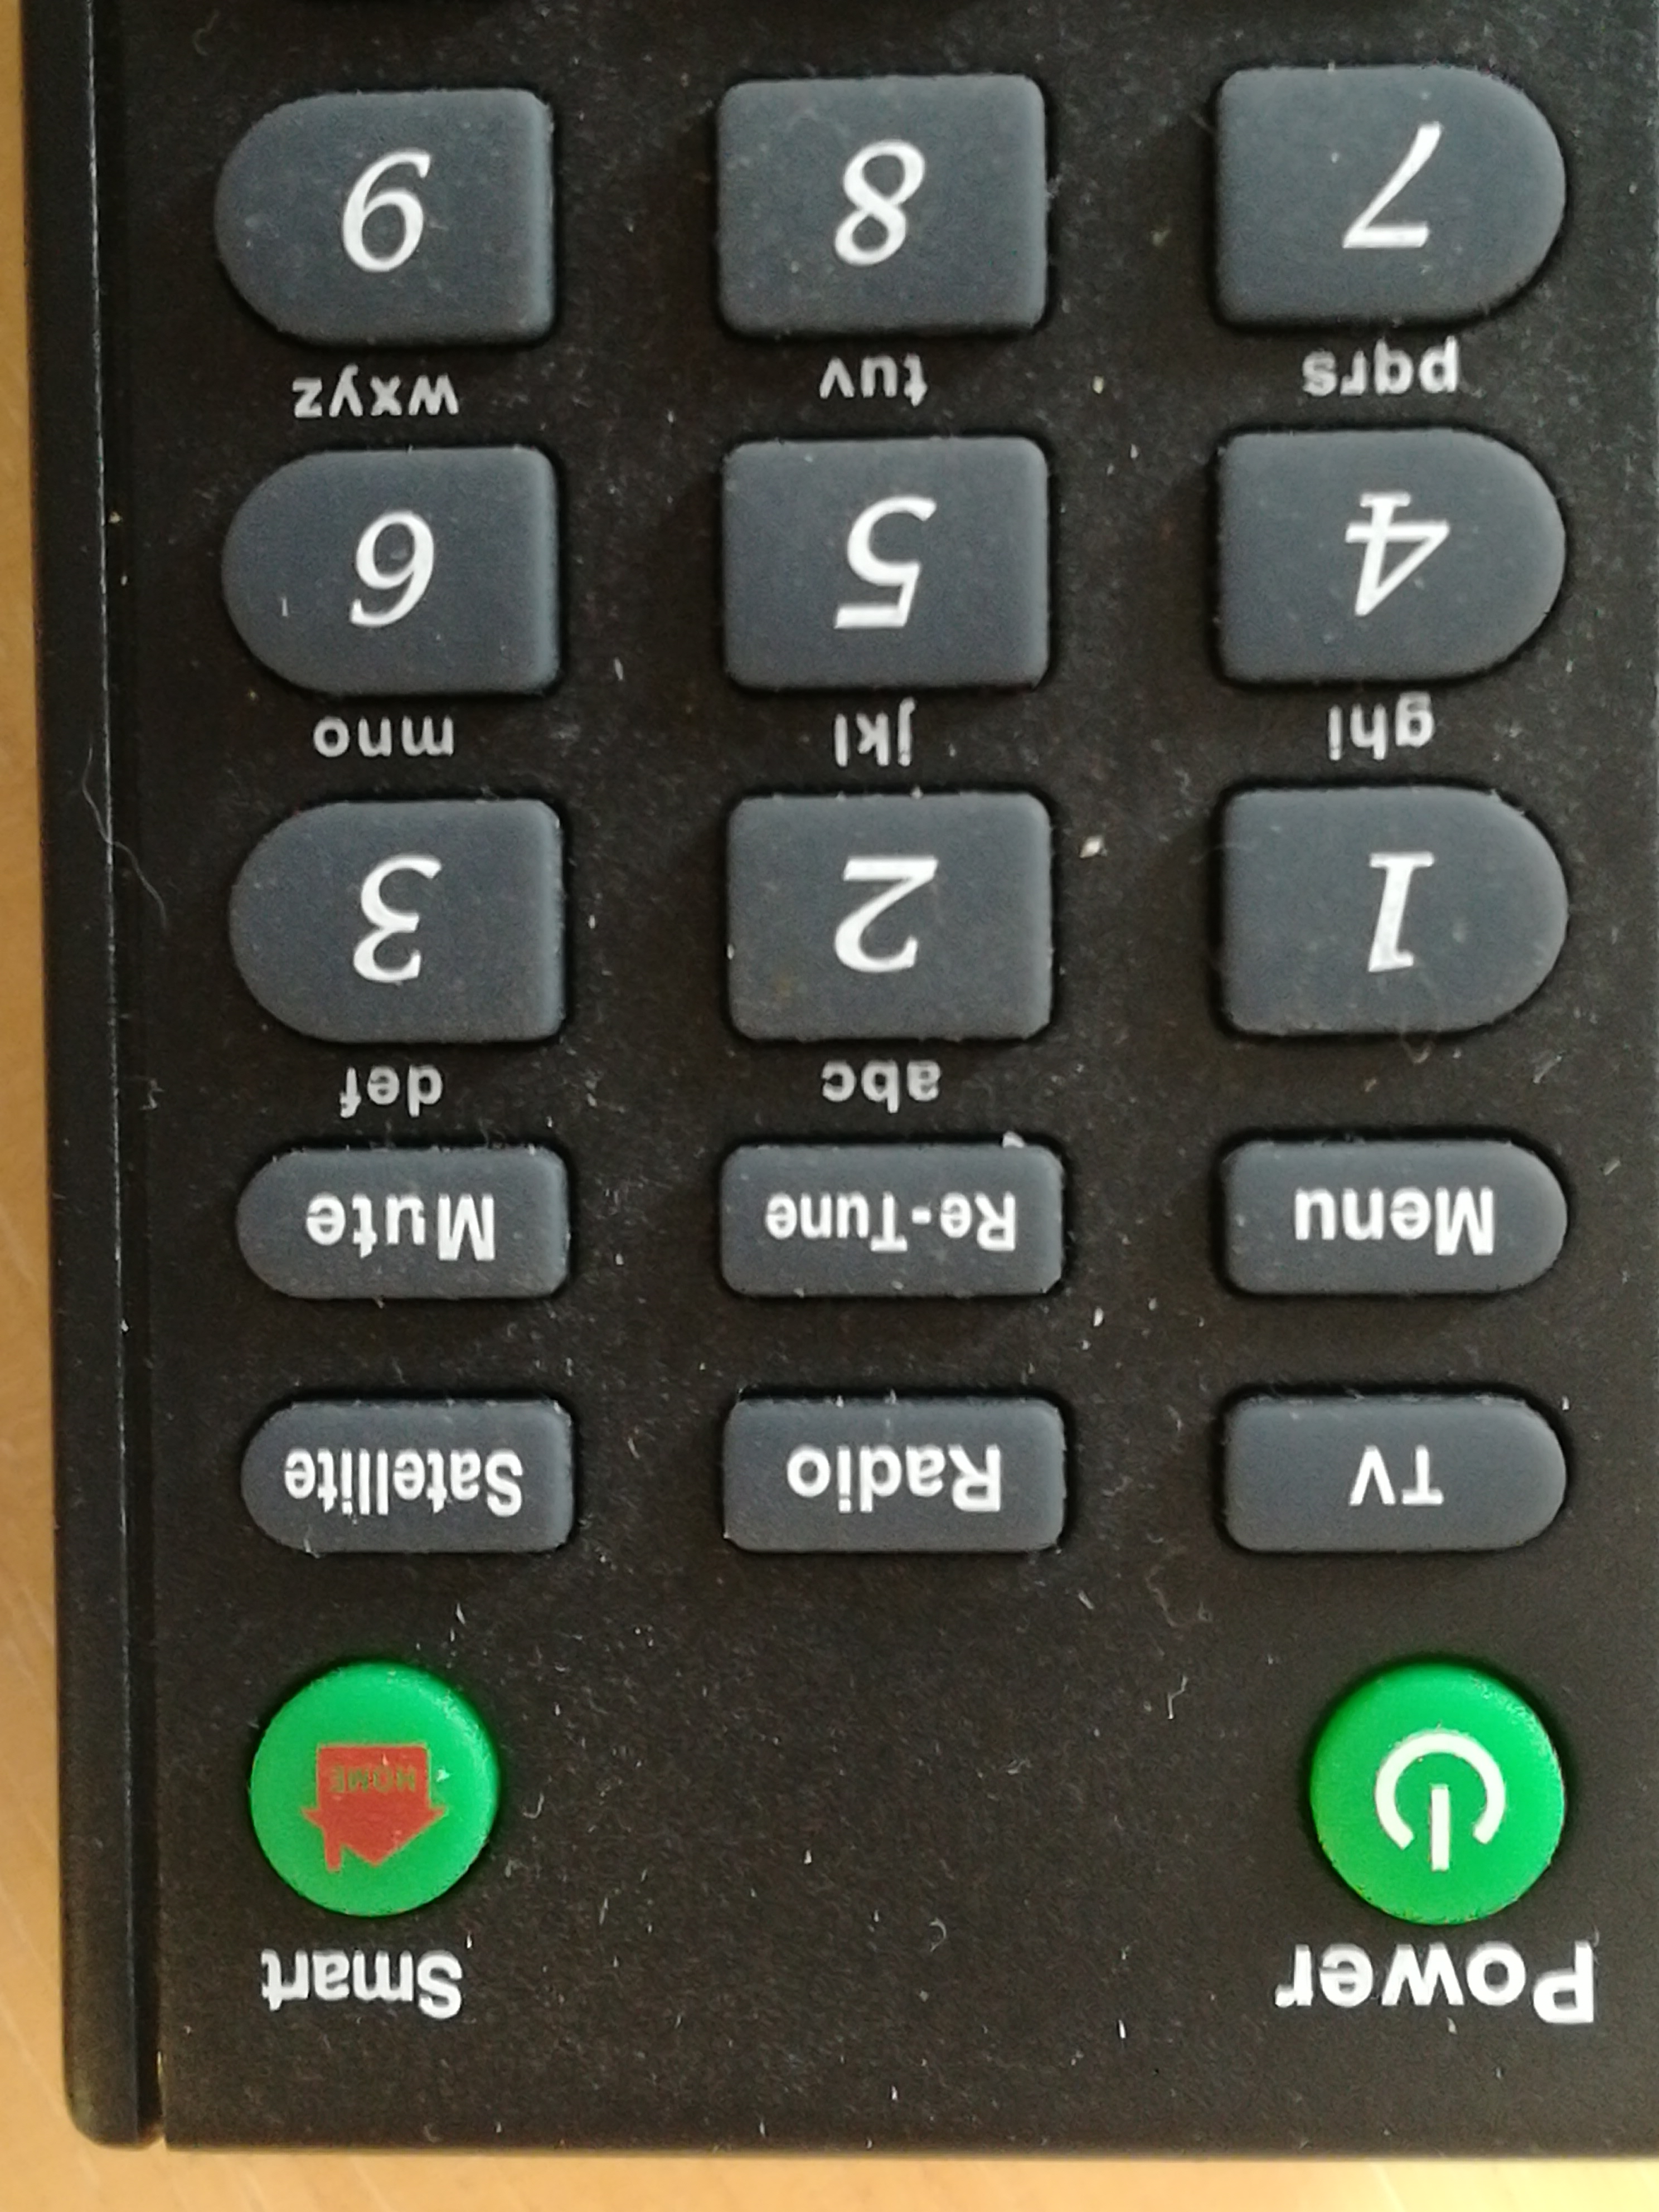 Power Smart
HOME
TV Radio Satellite
Menu Re-Tune Mute
abc def
1 2 3
ghi jkl mno
4 5 6
pqrs tuv wxyz
7 8 9